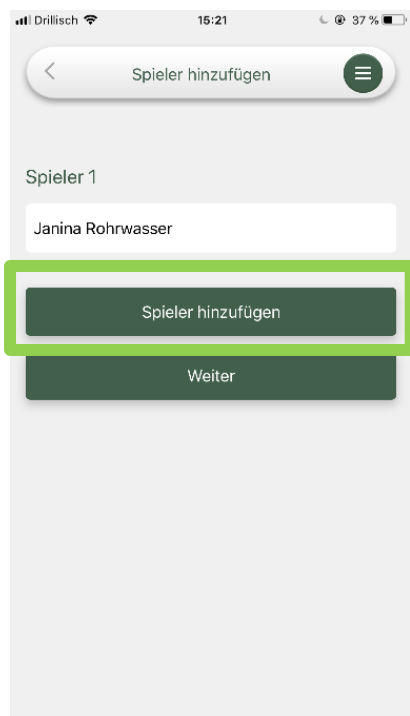 Drillisch 15:21 37 %
Spieler hinzufügen
Spieler 1
Janina Rohrwasser
Spieler hinzufügen
Weiter